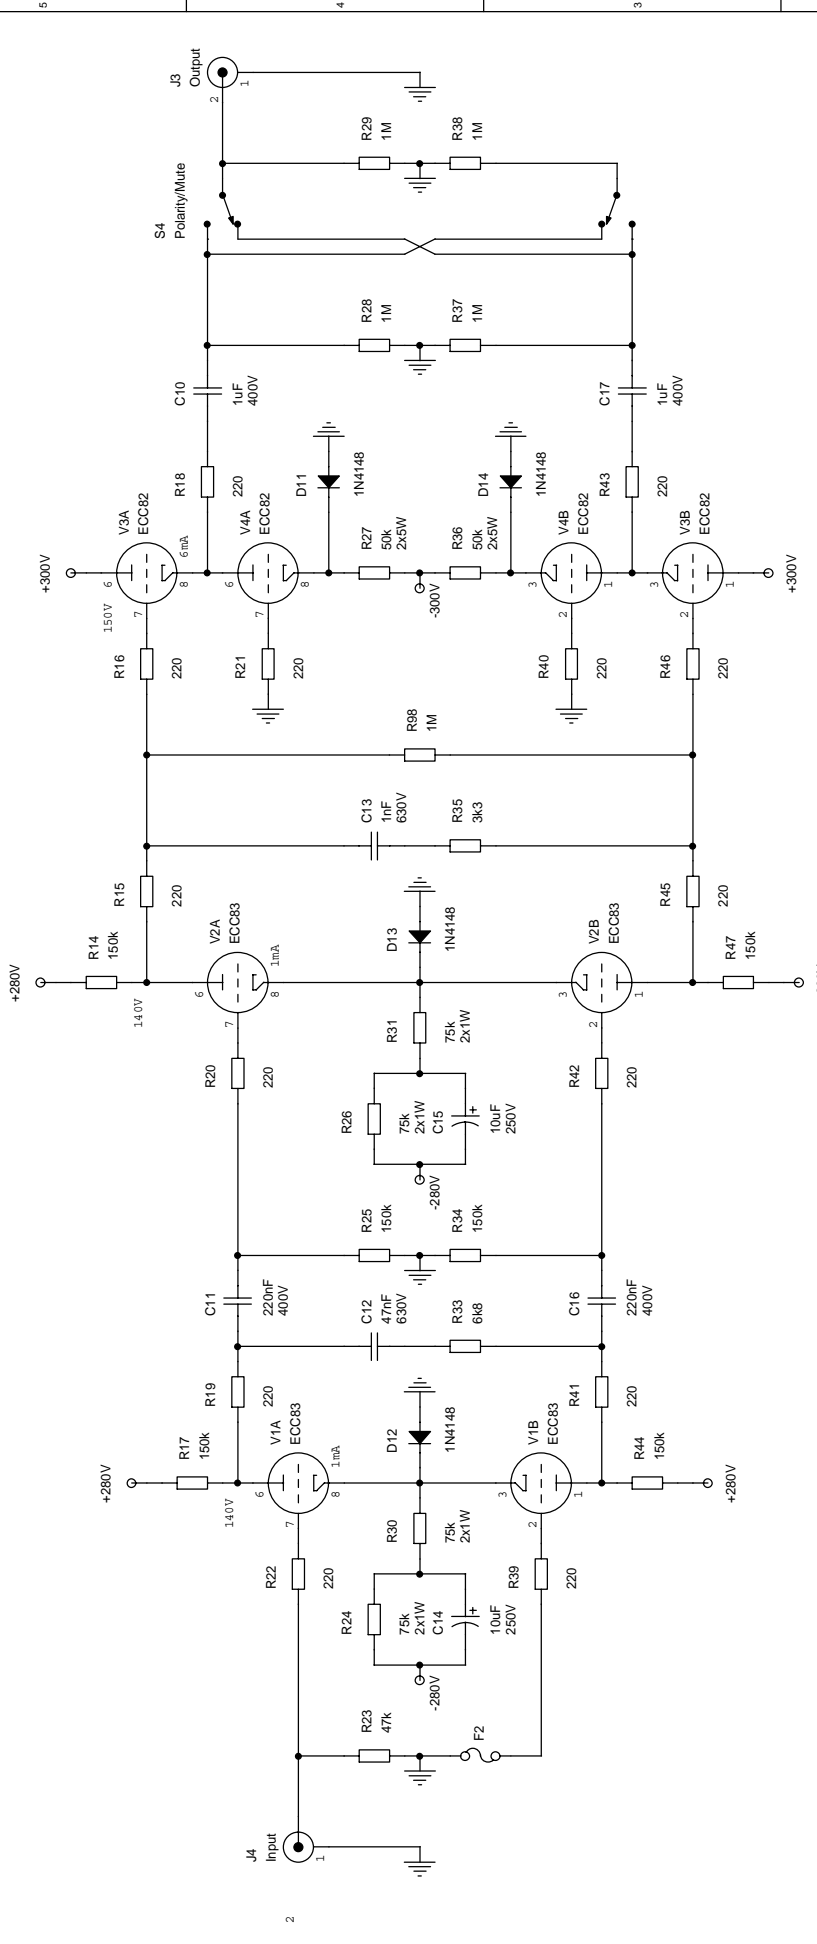 5
4
3
J3
Output
2
1
R29
1M
R38
1M
S4
Polarity/Mute
R28
1M
R37
1M
C10
1uF
400V
C17
1uF
400V
R18
220
D11
1N4148
D14
1N4148
R43
220
+300V
V3A
ECC82
6
150V
7
8
6mA
V4A
ECC82
6
7
8
R27
50k
2x5W
-300V
R36
50k
2x5W
V4B
ECC82
3
2
1
V3B
ECC82
3
2
1
+300V
R16
220
R21
220
R40
220
R46
220
R98
1M
C13
1nF
630V
R35
3k3
R15
220
R45
220
+280V
R14
150k
140V
V2A
ECC83
6
7
8
1mA
D13
1N4148
V2B
ECC83
3
2
1
R47
150k
R31
75k
2x1W
R20
220
R42
220
R26
75k
2x1W
C15
10uF
250V
+
-280V
R25
150k
R34
150k
C11
220nF
400V
C12
47nF
630V
R33
6k8
C16
220nF
400V
R19
220
R41
220
+280V
R17
150k
140V
V1A
ECC83
6
7
8
1mA
D12
1N4148
V1B
ECC83
3
2
1
R44
150k
+280V
R30
75k
2x1W
R22
220
R39
220
R24
75k
2x1W
C14
10uF
250V
+
-280V
R23
47k
F2
J4
Input
1
2